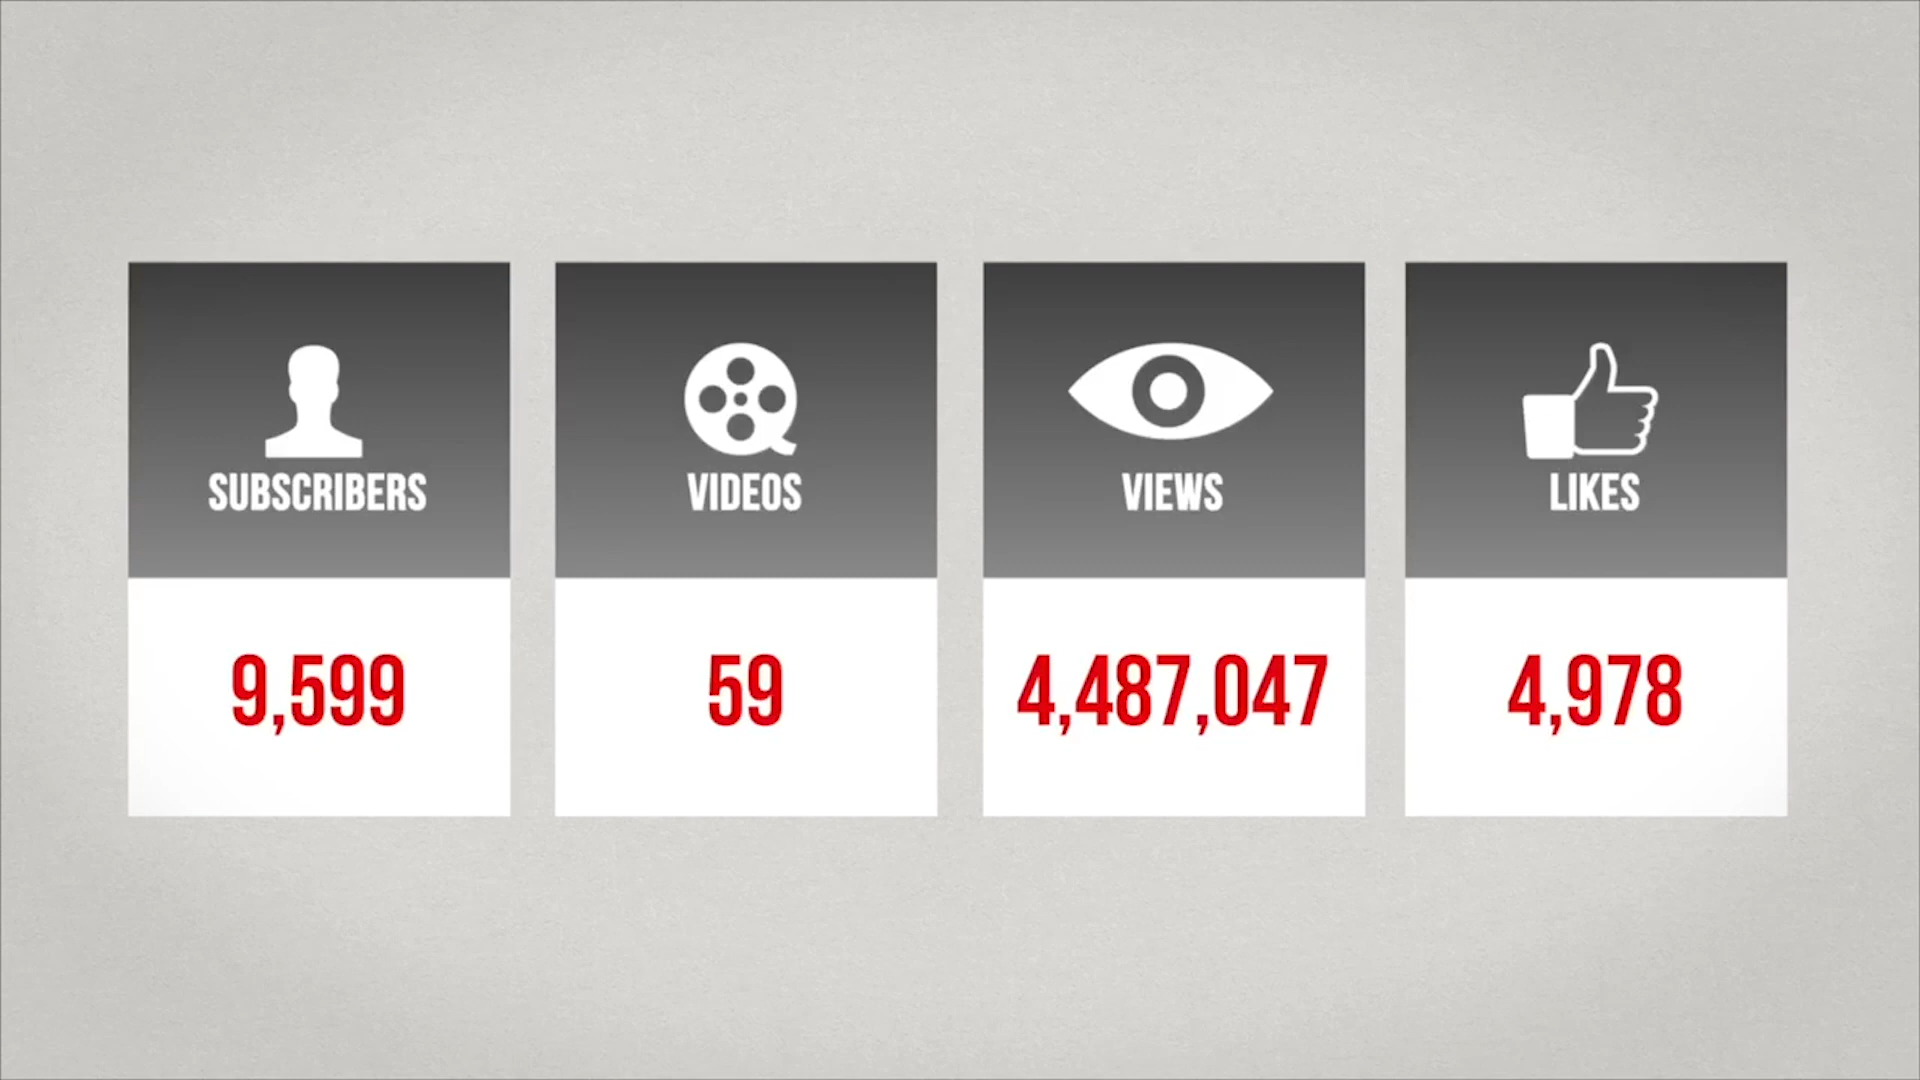 SUBSCRIBERS
9,599
VIDEOS
59
VIEWS
4,487,047
LIKES
4,978